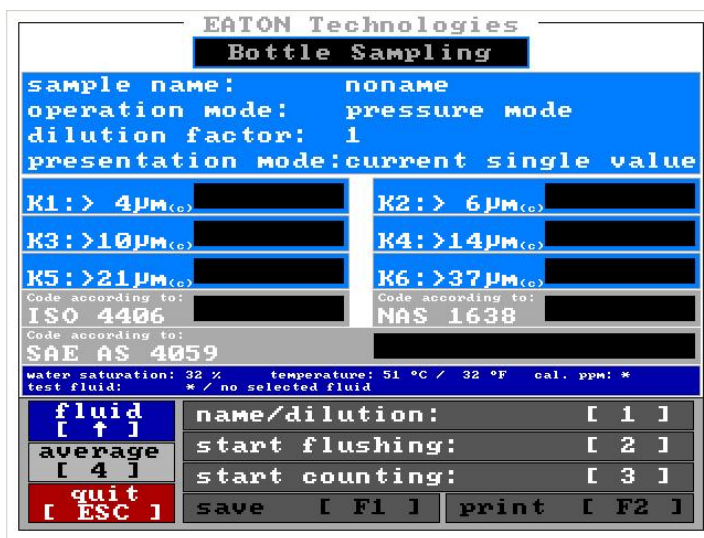 EATON Technologies
Bottle Sampling
sample name: noname
operation mode: pressure mode
dilution factor: 1
presentation mode:current single value
K1:> 4µm(c) K2:> 6µm(c)
K3:>10µm(c) K4:>14µm(c)
K5:>21µm(c) K6:>37µm(c)
Code according to: Code according to:
ISO 4406 NAS 1638
Code according to:
SAE AS 4059
water saturation: 32 % temperature: 51 °C / 32 °F cal. ppm: *
test fluid: * / no selected fluid
fluid
[ ↑ ]
name/dilution: [ 1 ]
average
[ 4 ]
start flushing: [ 2 ]
start counting: [ 3 ]
quit
[ ESC ]
save [ F1 ] print [ F2 ]